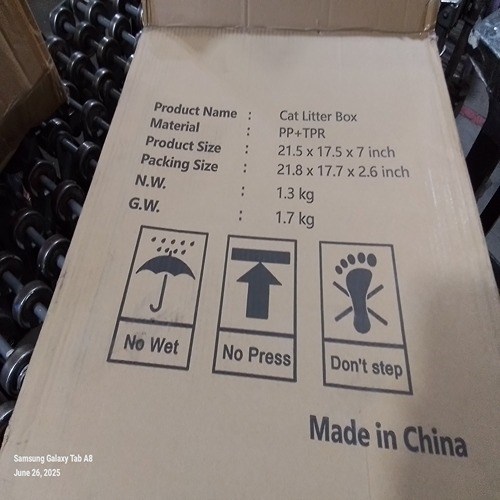 Product Name : Cat Litter Box
Material : PP+TPR
Product Size : 21.5 x 17.5 x 7 inch
Packing Size : 21.8 x 17.7 x 2.6 inch
N.W. : 1.3 kg
G.W. : 1.7 kg
No Wet
No Press
Don't step
Made in China
Samsung Galaxy Tab A8
June 26, 2025